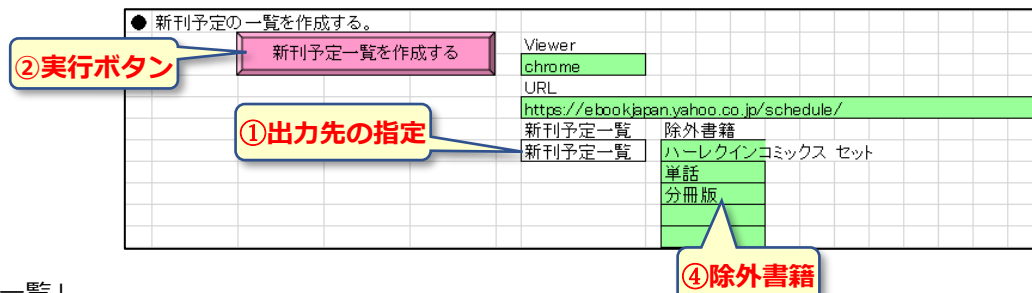 ● 新刊予定の一覧を作成する。
新刊予定一覧を作成する
②実行ボタン
Viewer
chrome
URL
https://ebookjapan.yahoo.co.jp/schedule/
①出力先の指定
新刊予定一覧 除外書籍
新刊予定一覧 ハーレクインコミックス セット
単話
分冊版
④除外書籍
一覧」